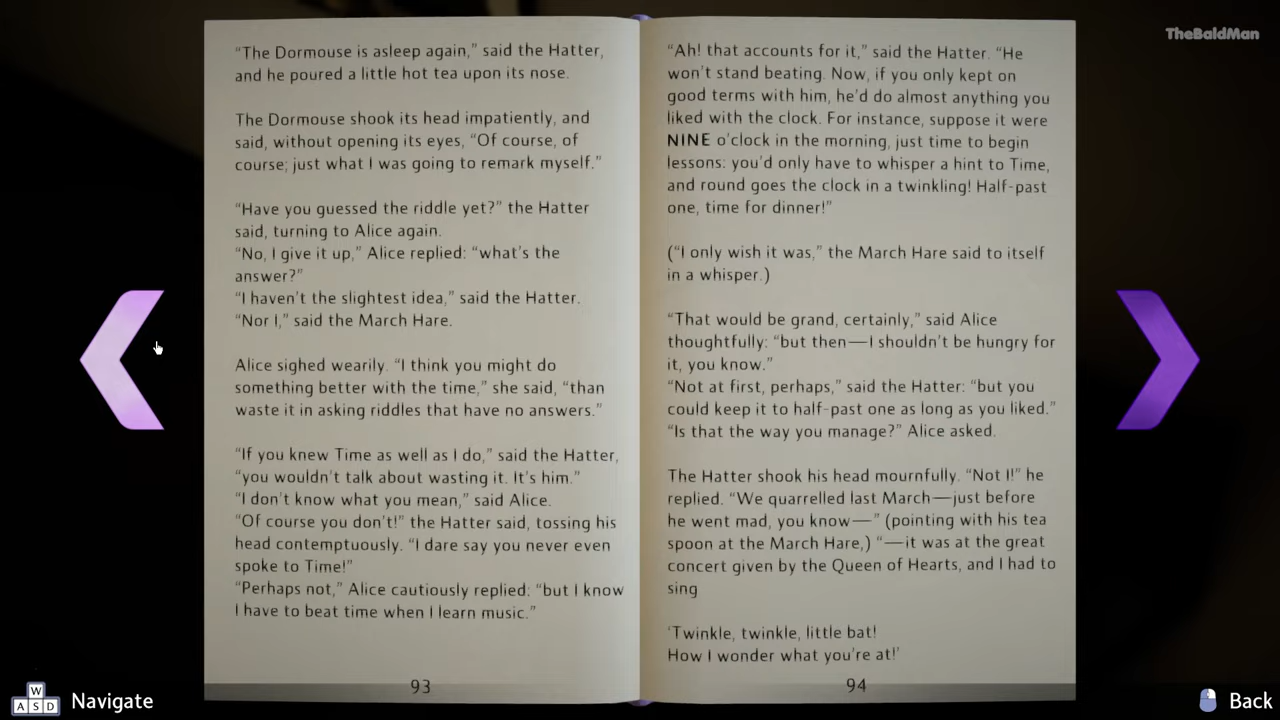 TheBaldMan
“The Dormouse is asleep again,” said the Hatter,
and he poured a little hot tea upon its nose.
The Dormouse shook its head impatiently, and
said, without opening its eyes, “Of course, of
course; just what I was going to remark myself.”
“Have you guessed the riddle yet?” the Hatter
said, turning to Alice again.
“No, I give it up,” Alice replied: “what’s the
answer?”
“I haven’t the slightest idea,” said the Hatter.
“Nor I,” said the March Hare.
Alice sighed wearily. “I think you might do
something better with the time,” she said, “than
waste it in asking riddles that have no answers.”
“If you knew Time as well as I do,” said the Hatter,
“you wouldn’t talk about wasting it. It’s him.”
“I don’t know what you mean,” said Alice.
“Of course you don’t!” the Hatter said, tossing his
head contemptuously. “I dare say you never even
spoke to Time!”
“Perhaps not,” Alice cautiously replied: “but I know
I have to beat time when I learn music.”
93
“Ah! that accounts for it,” said the Hatter. “He
won’t stand beating. Now, if you only kept on
good terms with him, he’d do almost anything you
liked with the clock. For instance, suppose it were
NINE o’clock in the morning, just time to begin
lessons: you’d only have to whisper a hint to Time,
and round goes the clock in a twinkling! Half-past
one, time for dinner!”
(“I only wish it was,” the March Hare said to itself
in a whisper.)
“That would be grand, certainly,” said Alice
thoughtfully: “but then—I shouldn’t be hungry for
it, you know.”
“Not at first, perhaps,” said the Hatter: “but you
could keep it to half-past one as long as you liked.”
“Is that the way you manage?” Alice asked.
The Hatter shook his head mournfully. “Not I!” he
replied. “We quarrelled last March—just before
he went mad, you know—” (pointing with his tea
spoon at the March Hare,) “—it was at the great
concert given by the Queen of Hearts, and I had to
sing
‘Twinkle, twinkle, little bat!
How I wonder what you’re at!’
94
W
A S D
Navigate
Back